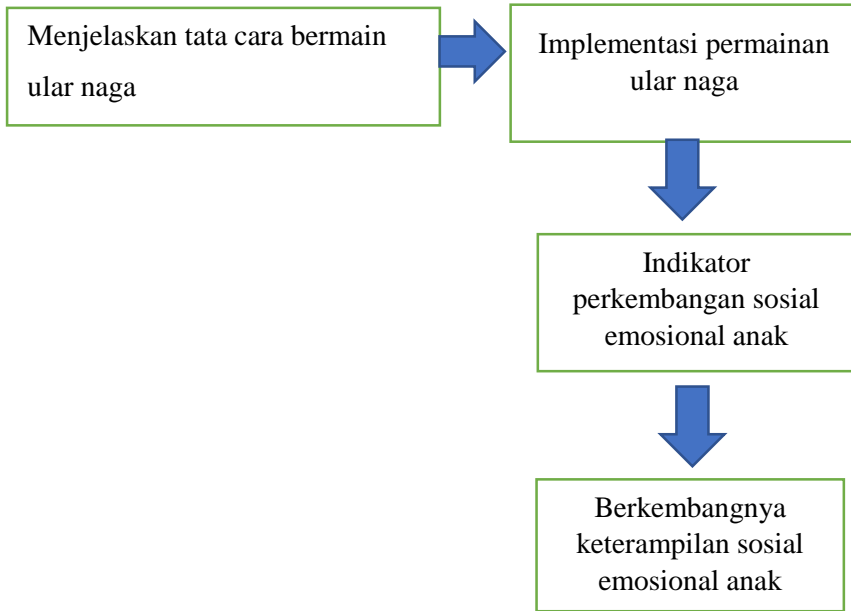 Menjelaskan tata cara bermain
ular naga
Implementasi permainan
ular naga
Indikator
perkembangan sosial
emosional anak
Berkembangnya
keterampilan sosial
emosional anak